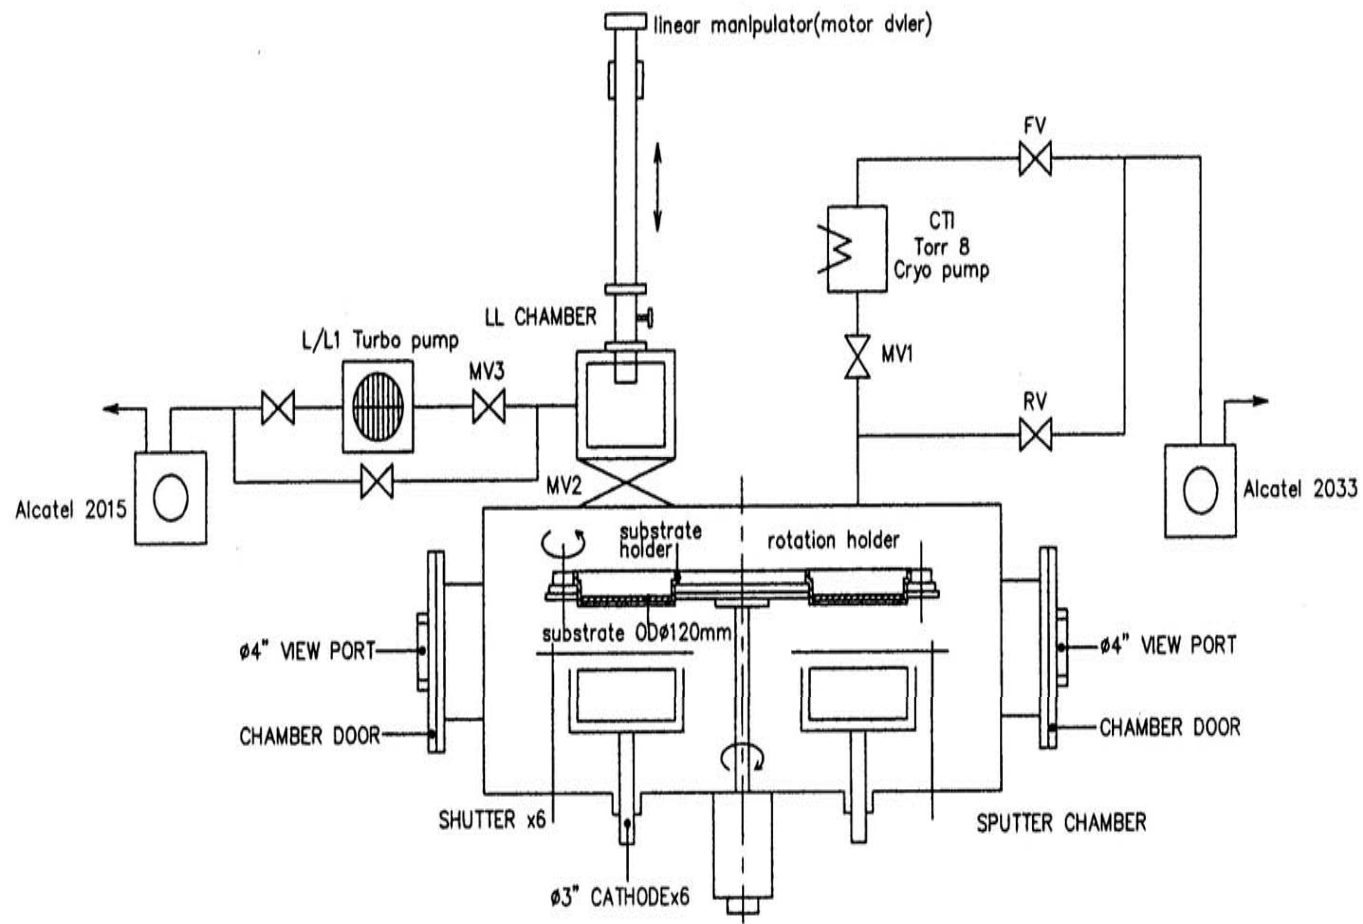 linear manipulator(motor dvler)
FV
CTI
Torr 8
Cryo pump
LL CHAMBER
L/L1 Turbo pump
MV3
MV1
RV
MV2
Alcatel 2015
Alcatel 2033
substrate
holder
rotation holder
substrate ODø120mm
ø4" VIEW PORT
ø4" VIEW PORT
CHAMBER DOOR
CHAMBER DOOR
SHUTTER x6
SPUTTER CHAMBER
ø3" CATHODEx6